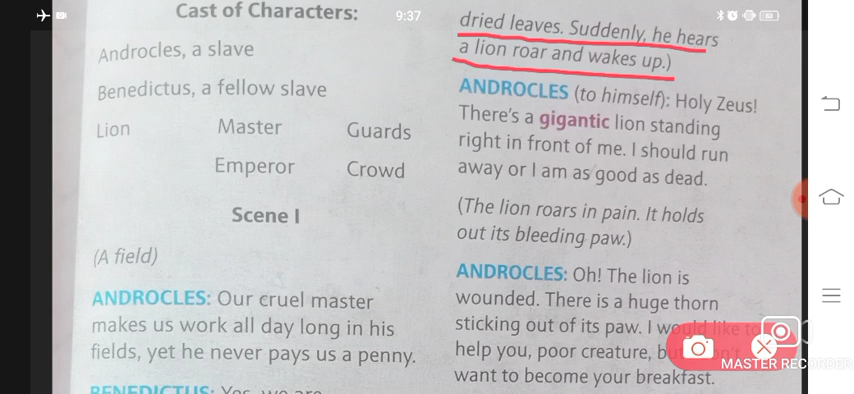 9:37
Cast of Characters:
Androcles, a slave
Benedictus, a fellow slave
Lion Master Guards
Emperor Crowd
Scene I
(A field)
ANDROCLES: Our cruel master
makes us work all day long in his
fields, yet he never pays us a penny.
BENEDICTUS: Yes, we are
dried leaves. Suddenly, he hears
a lion roar and wakes up.)
ANDROCLES (to himself): Holy Zeus!
There's a gigantic lion standing
right in front of me. I should run
away or I am as good as dead.
(The lion roars in pain. It holds
out its bleeding paw.)
ANDROCLES: Oh! The lion is
wounded. There is a huge thorn
sticking out of its paw. I would like to
help you, poor creature, but
want to become your breakfast.
MASTER RECORDER